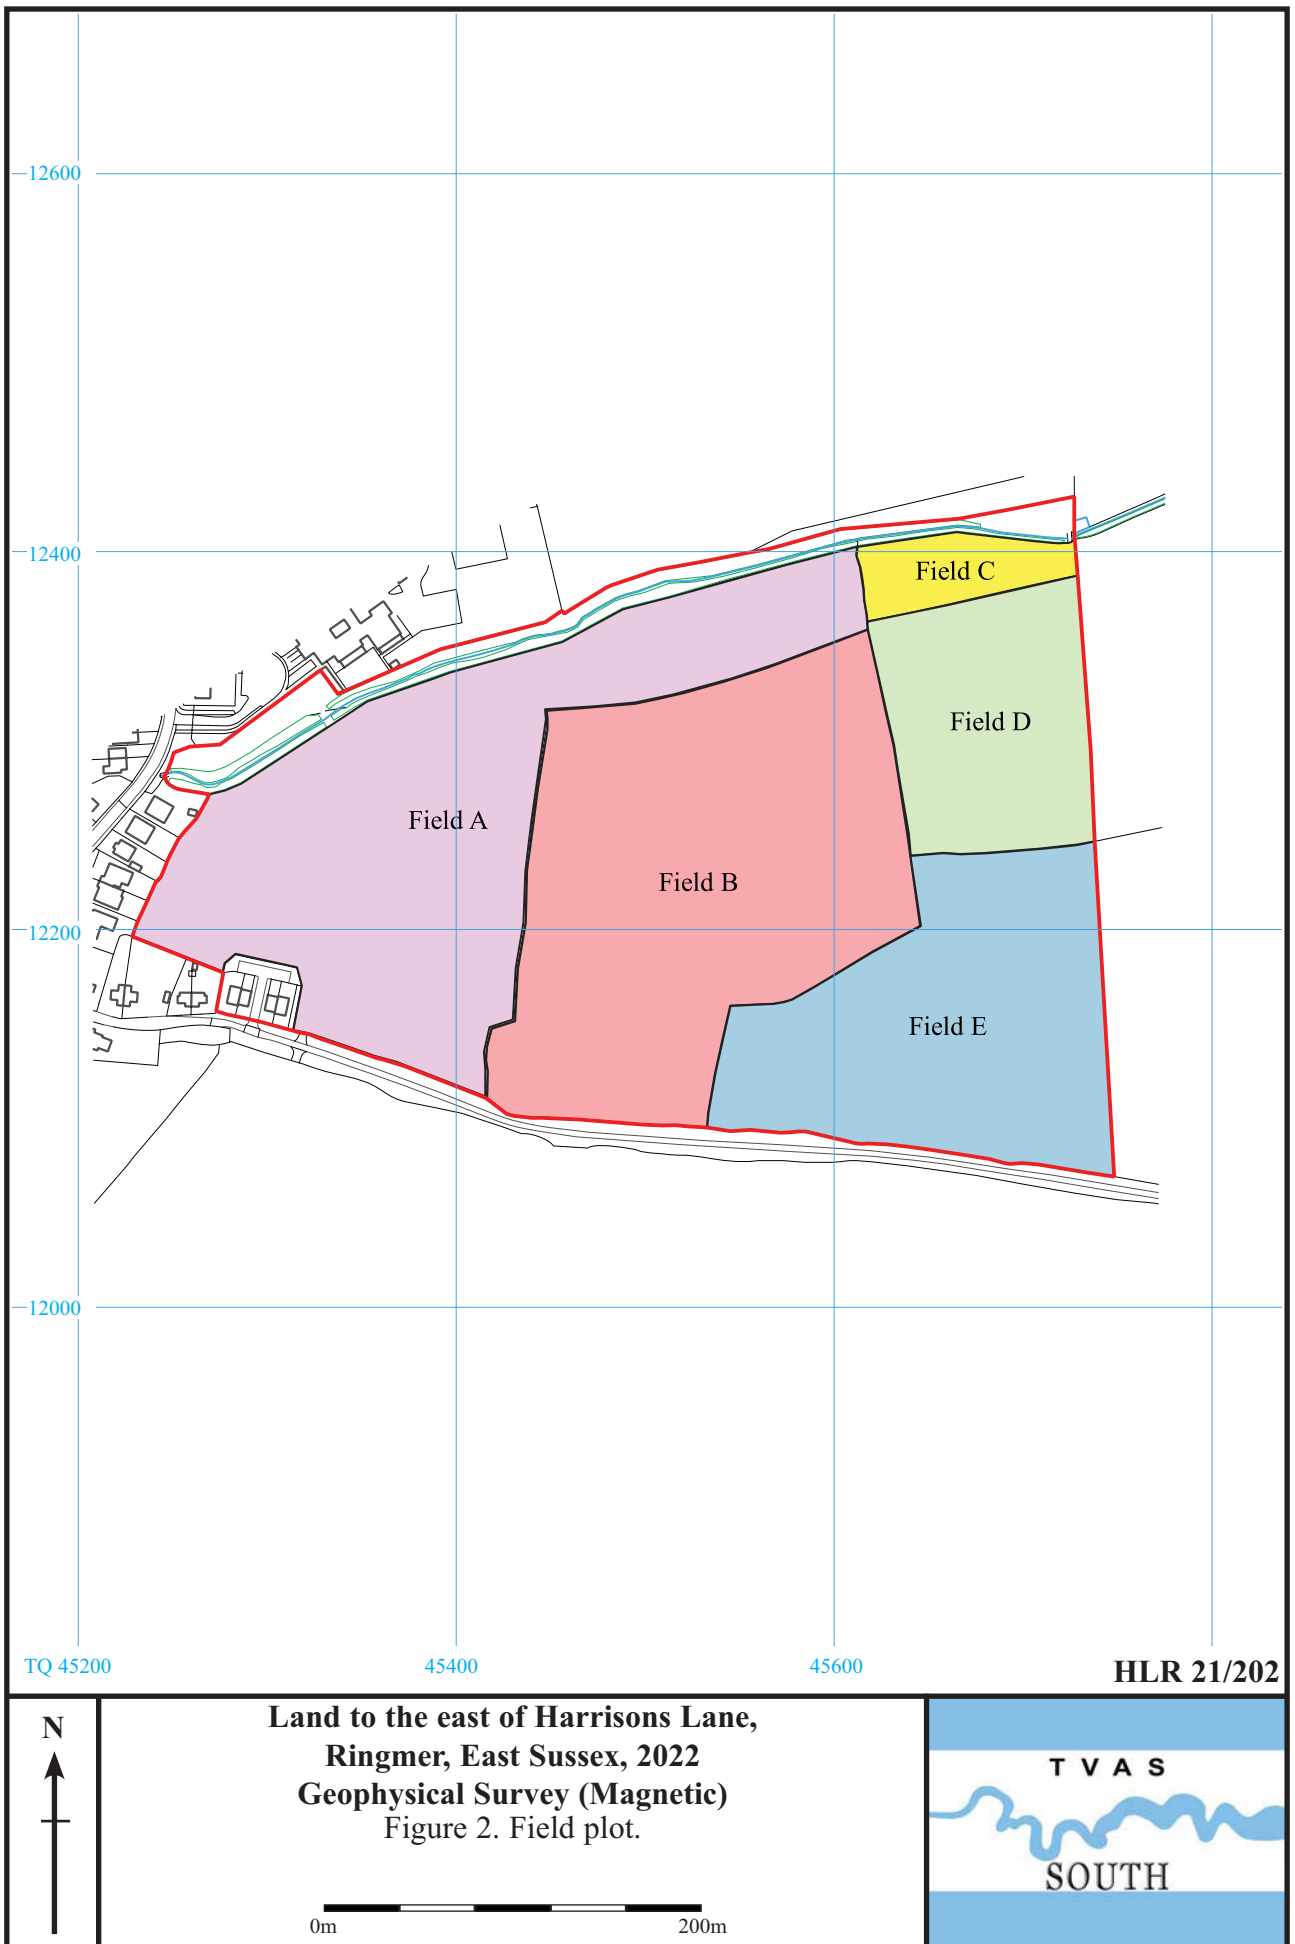 12600
12400
Field C
Field D
Field A
Field B
12200
Field E
12000
TQ 45200
45400
45600
HLR 21/202
N
Land to the east of Harrisons Lane,
Ringmer, East Sussex, 2022
Geophysical Survey (Magnetic)
Figure 2. Field plot.
0m
200m
TVAS
SOUTH